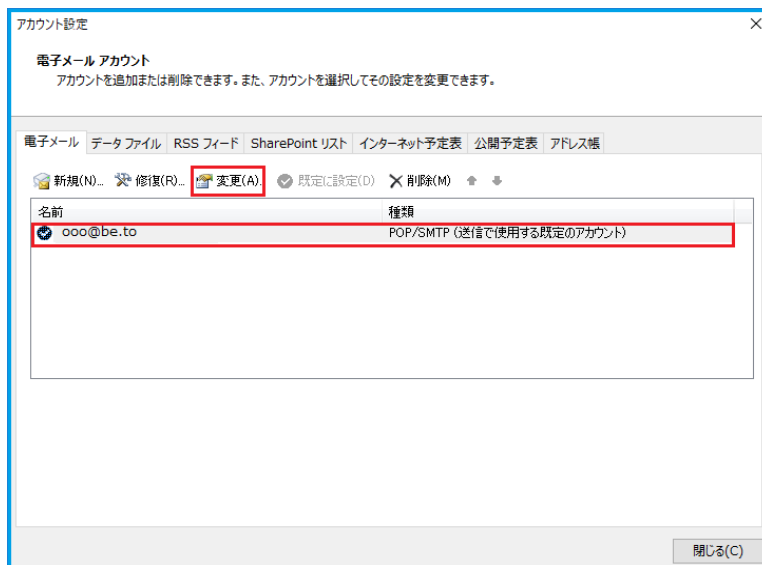 アカウント設定
電子メール アカウント
アカウントを追加または削除できます。また、アカウントを選択してその設定を変更できます。
電子メール データ ファイル RSS フィード SharePoint リスト インターネット予定表 公開予定表 アドレス帳
新規(N)... 修復(R)... 変更(A)... 既定に設定(D) 削除(M)
名前 種類
ooo@be.to POP/SMTP (送信で使用する既定のアカウント)
閉じる(C)